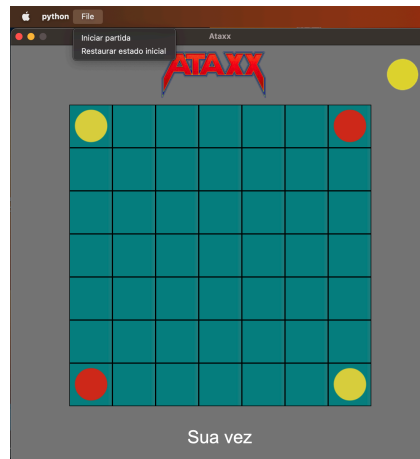 python File
Iniciar partida
Restaurar estado inicial
Ataxx
ATAXX
Sua vez